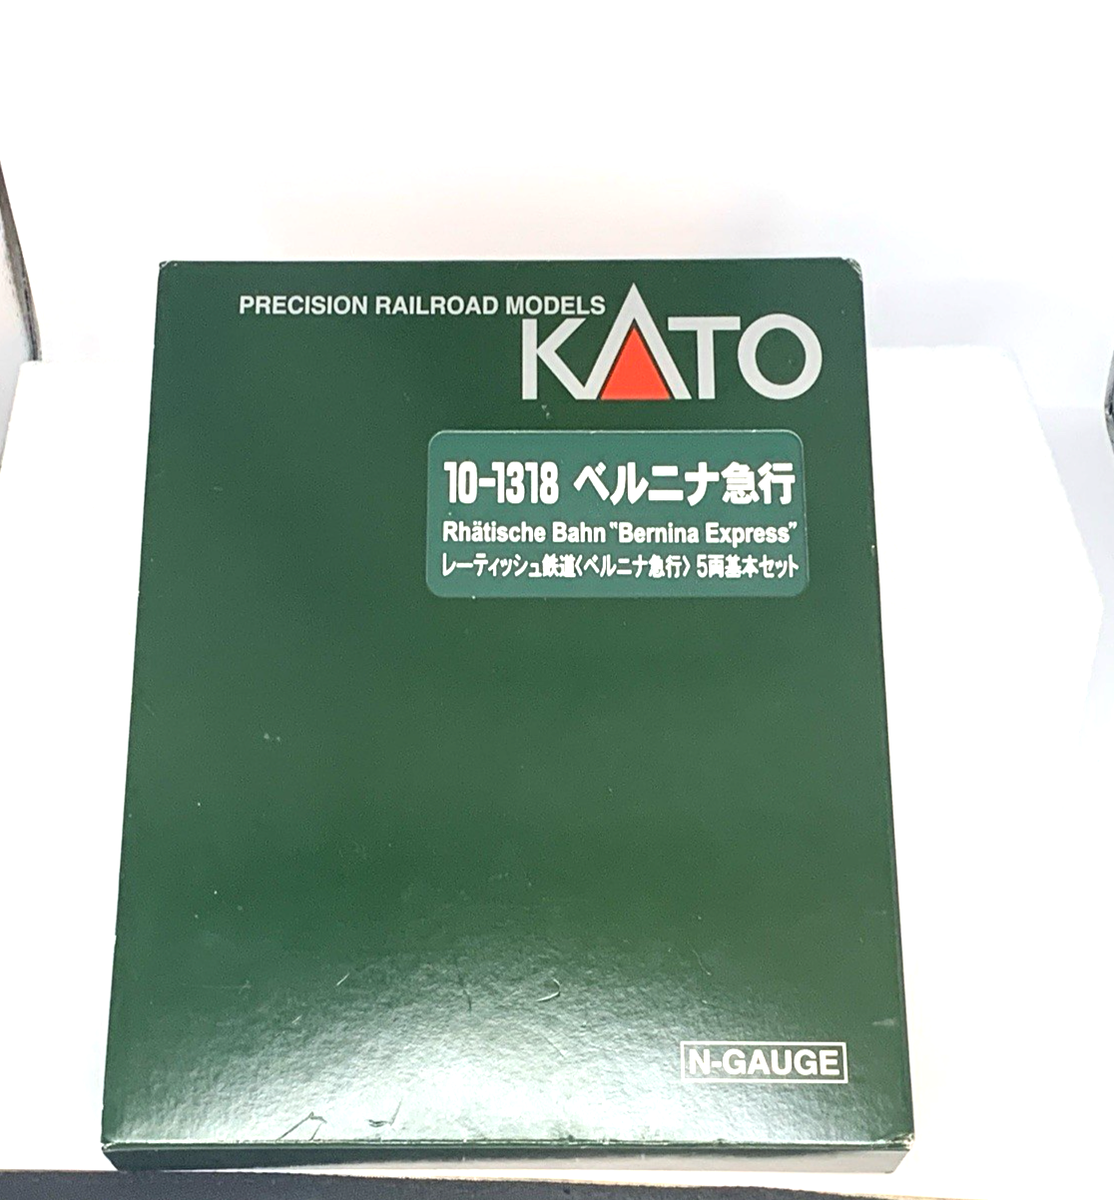 PRECISION RAILROAD MODELS
KATO
10-1318 ベルニナ急行
Rhätische Bahn "Bernina Express"
レーティッシュ鉄道〈ベルニナ急行〉5両基本セット
N-GAUGE